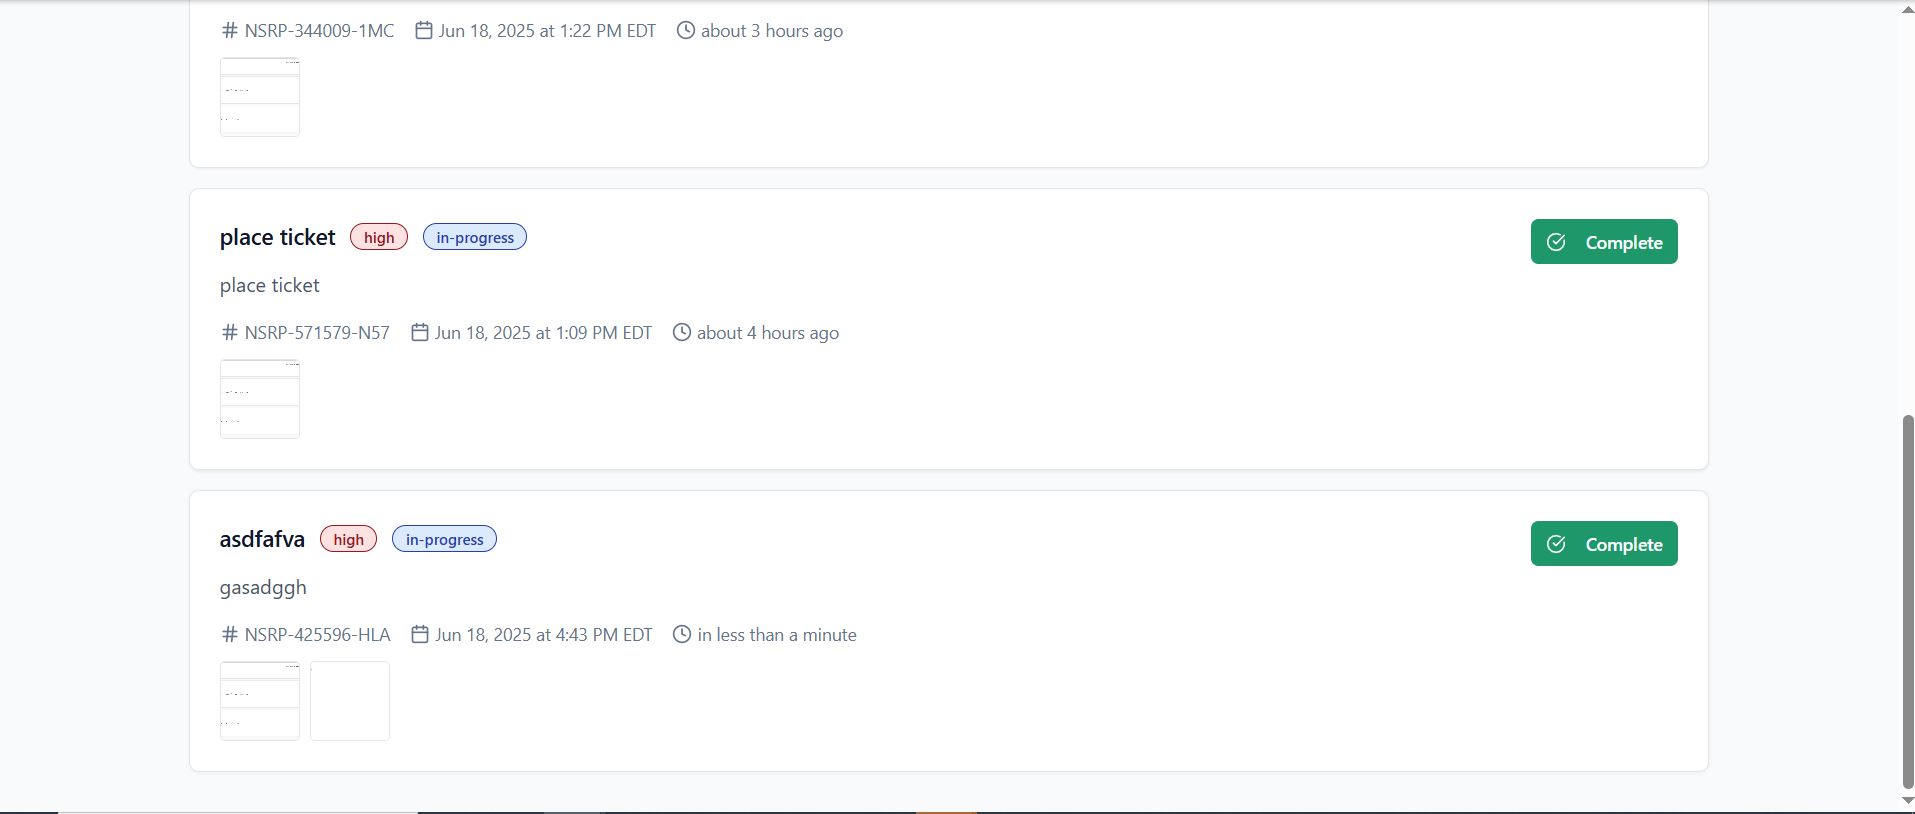 # NSRP-344009-1MC Jun 18, 2025 at 1:22 PM EDT about 3 hours ago
place ticket high in-progress Complete
place ticket
# NSRP-571579-N57 Jun 18, 2025 at 1:09 PM EDT about 4 hours ago
asdfafva high in-progress Complete
gasadggh
# NSRP-425596-HLA Jun 18, 2025 at 4:43 PM EDT in less than a minute